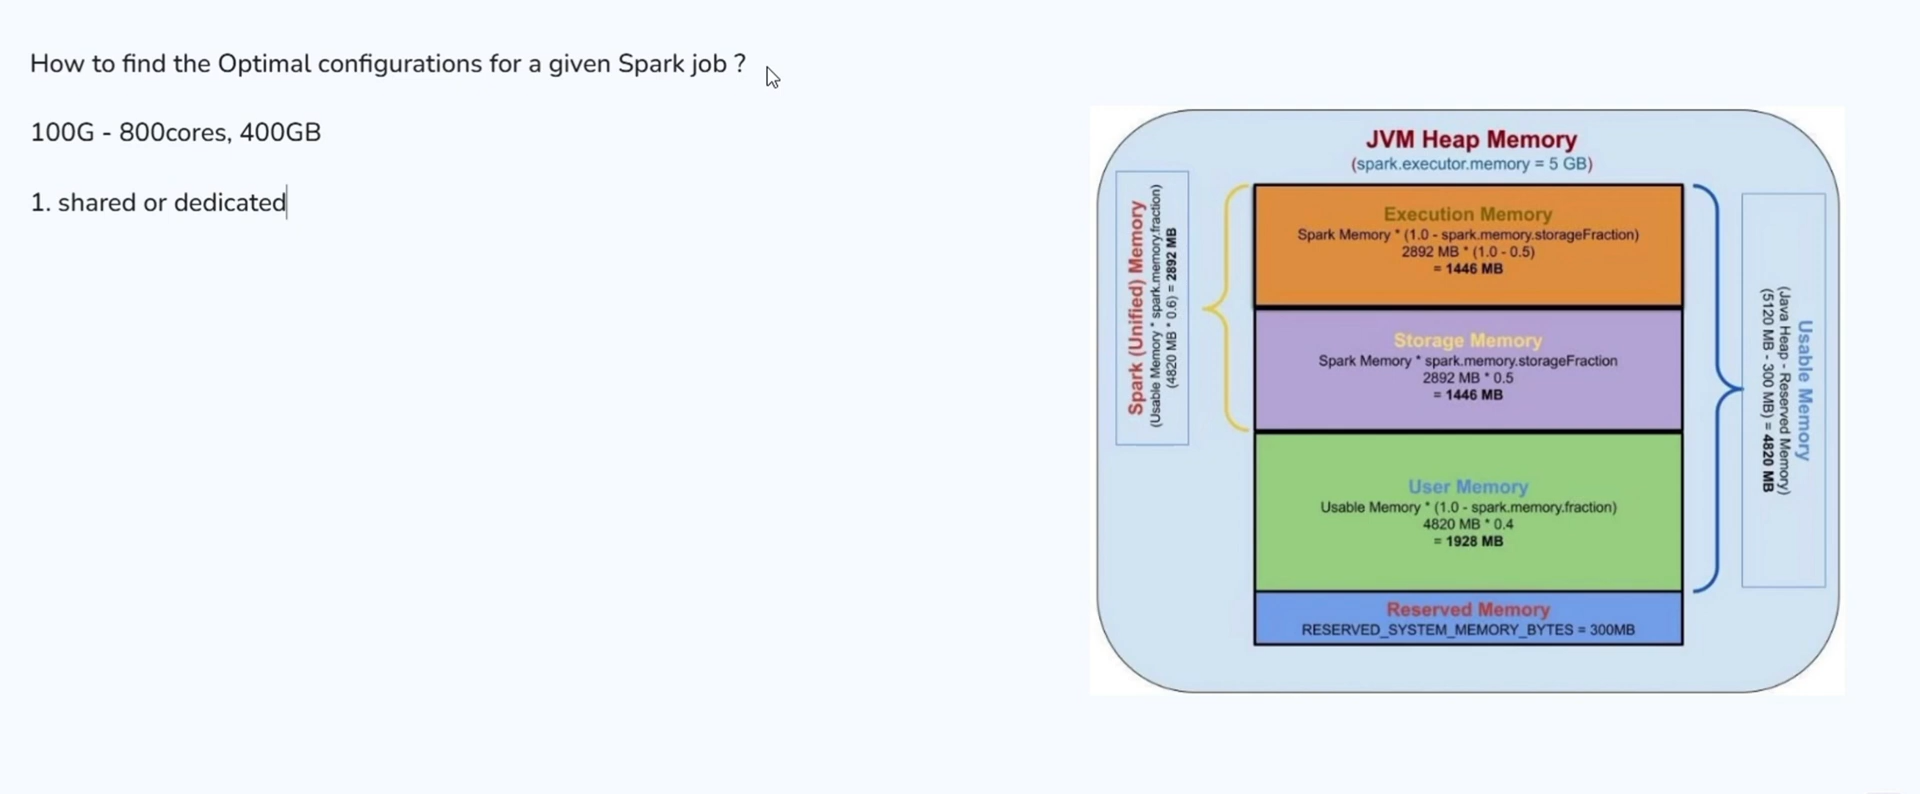 How to find the Optimal configurations for a given Spark job ?
100G - 800cores, 400GB
1. shared or dedicated
JVM Heap Memory
(spark.executor.memory = 5 GB)
Spark (Unified) Memory
(Usable Memory * spark.memory.fraction)
(4820 MB * 0.6) = 2892 MB
Execution Memory
Spark Memory * (1.0 - spark.memory.storageFraction)
2892 MB * (1.0 - 0.5)
= 1446 MB
Storage Memory
Spark Memory * spark.memory.storageFraction
2892 MB * 0.5
= 1446 MB
User Memory
Usable Memory * (1.0 - spark.memory.fraction)
4820 MB * 0.4
= 1928 MB
Reserved Memory
RESERVED_SYSTEM_MEMORY_BYTES = 300MB
Usable Memory
(Java Heap - Reserved Memory)
(5120 MB - 300 MB) = 4820 MB